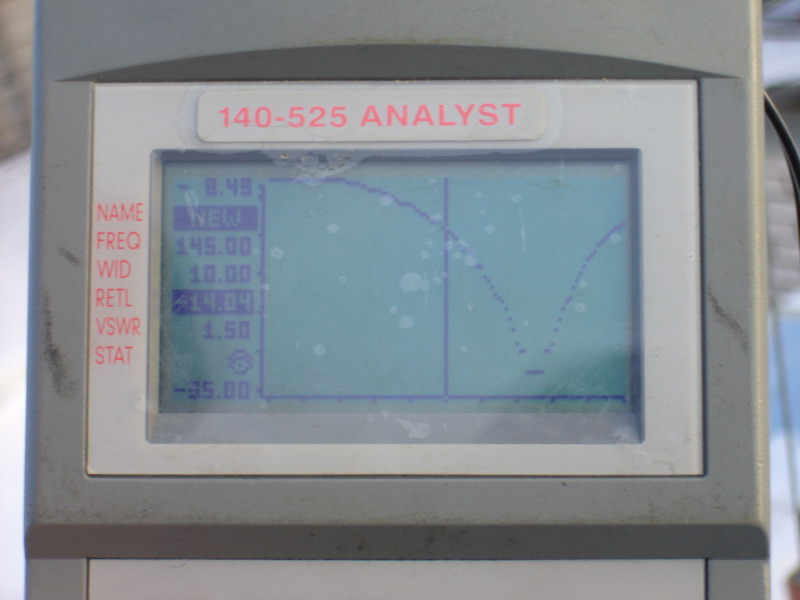 140-525 ANALYST
- 8.49
NAME NEW
FREQ 145.00
WID 10.00
RETL -14.04
VSWR 1.50
STAT
-35.00